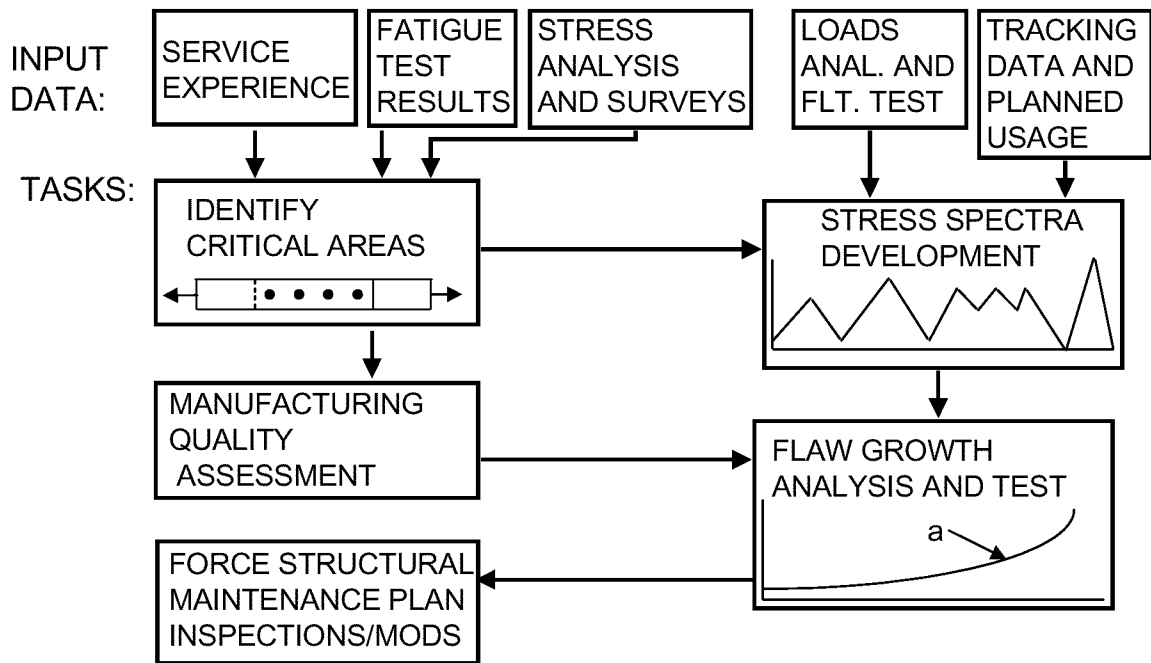 INPUT
DATA:
SERVICE
EXPERIENCE
FATIGUE
TEST
RESULTS
STRESS
ANALYSIS
AND SURVEYS
LOADS
ANAL. AND
FLT. TEST
TRACKING
DATA AND
PLANNED
USAGE
TASKS:
IDENTIFY
CRITICAL AREAS
STRESS SPECTRA
DEVELOPMENT
MANUFACTURING
QUALITY
ASSESSMENT
FLAW GROWTH
ANALYSIS AND TEST
a
FORCE STRUCTURAL
MAINTENANCE PLAN
INSPECTIONS/MODS